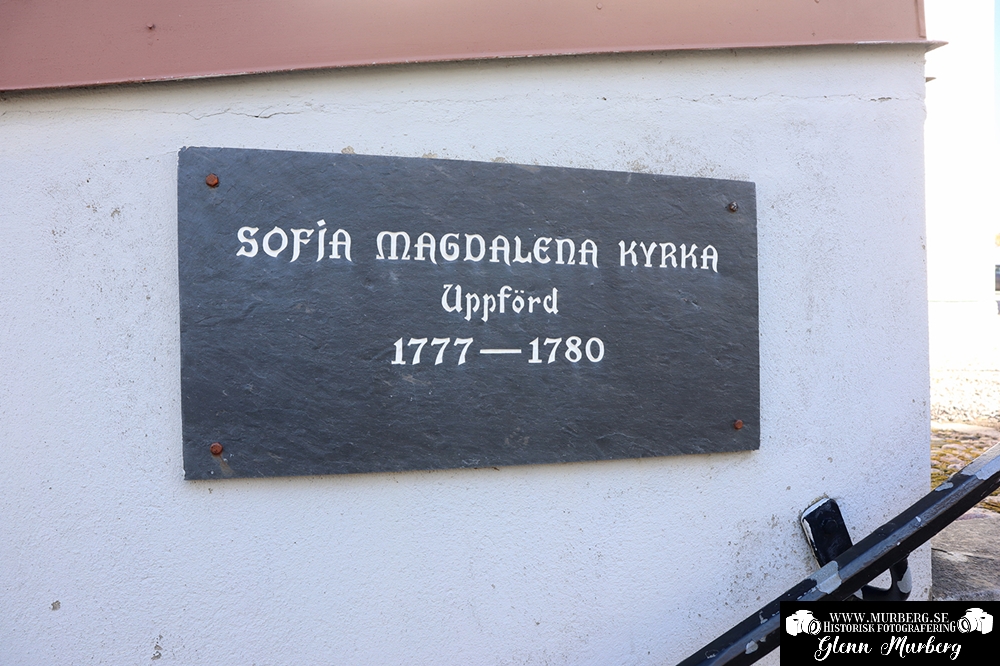 SOFIA MAGDALENA KYRKA
Uppförd
1777—1780
WWW.MURBERG.SE
HISTORISK FOTOGRAFERING
Glenn Murberg